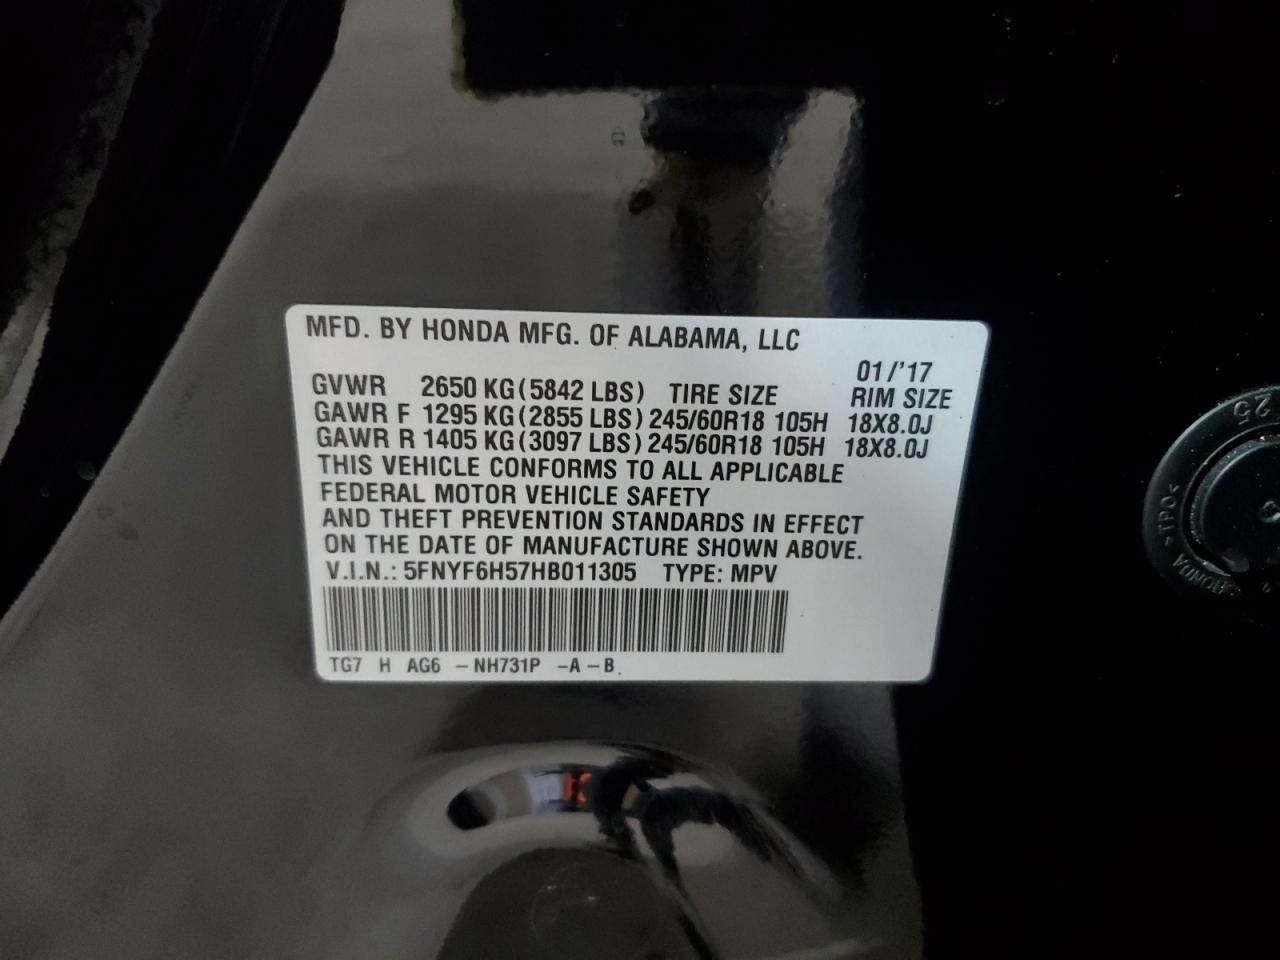 MFD. BY HONDA MFG. OF ALABAMA, LLC
01/'17
GVWR 2650 KG (5842 LBS) TIRE SIZE RIM SIZE
GAWR F 1295 KG (2855 LBS) 245/60R18 105H 18X8.0J
GAWR R 1405 KG (3097 LBS) 245/60R18 105H 18X8.0J
THIS VEHICLE CONFORMS TO ALL APPLICABLE
FEDERAL MOTOR VEHICLE SAFETY
AND THEFT PREVENTION STANDARDS IN EFFECT
ON THE DATE OF MANUFACTURE SHOWN ABOVE.
V.I.N.: 5FNYF6H57HB011305 TYPE: MPV
TG7 H AG6 -NH731P -A-B
25
>TPO<
HONDA